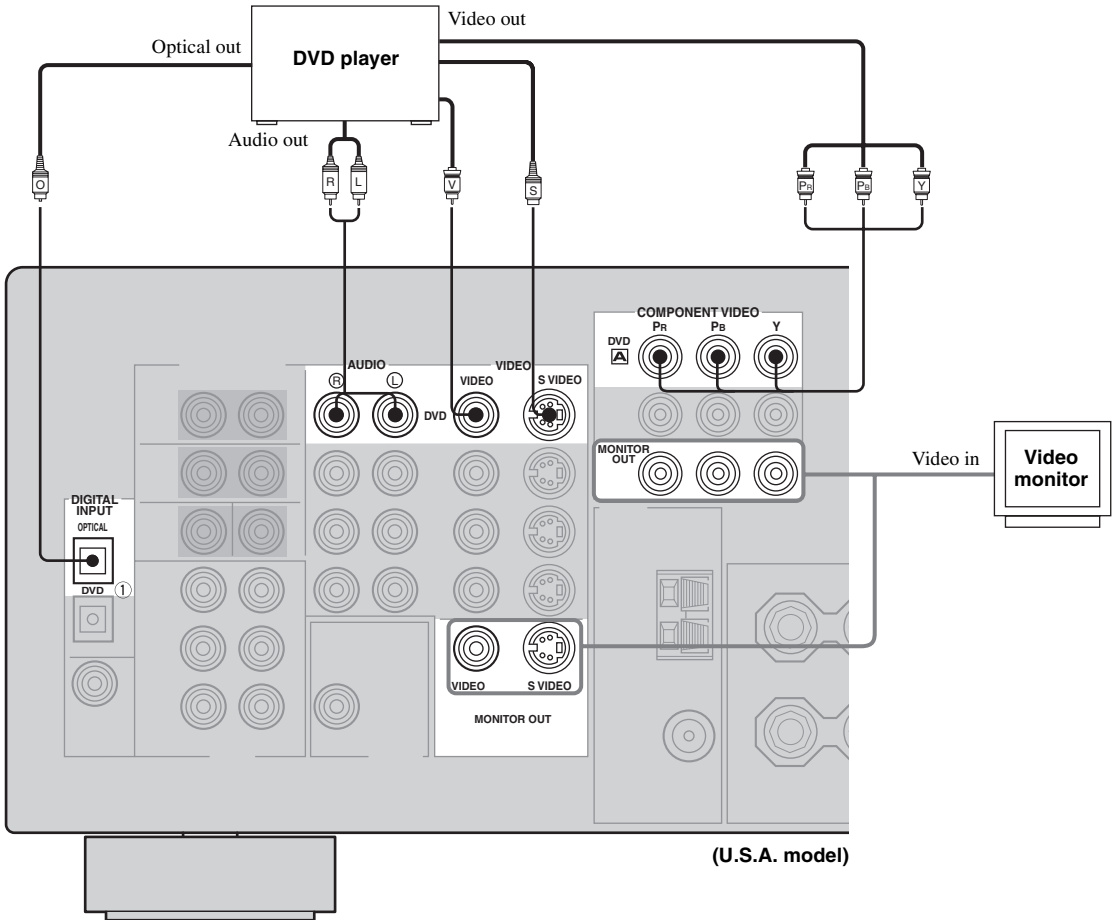 Video out
Optical out
DVD player
Audio out
O
R
L
V
S
PR
PB
Y
COMPONENT VIDEO
PR
PB
Y
DVD
A
AUDIO
VIDEO
R
L
VIDEO
S VIDEO
DVD
MONITOR
OUT
Video in
Video
monitor
DIGITAL
INPUT
OPTICAL
DVD
1
VIDEO
S VIDEO
MONITOR OUT
(U.S.A. model)